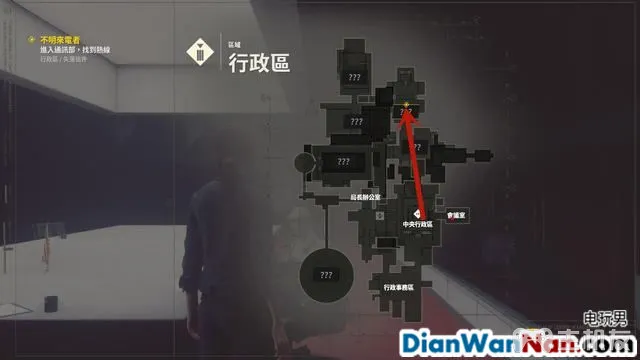 不明來電者
進入通訊部，找到熱線
行政區 / 失落信件
區域
行政區
???
???
???
???
???
局長辦公室
中央行政區
會議室
???
行政事務區
电玩男
DianWanNan.com